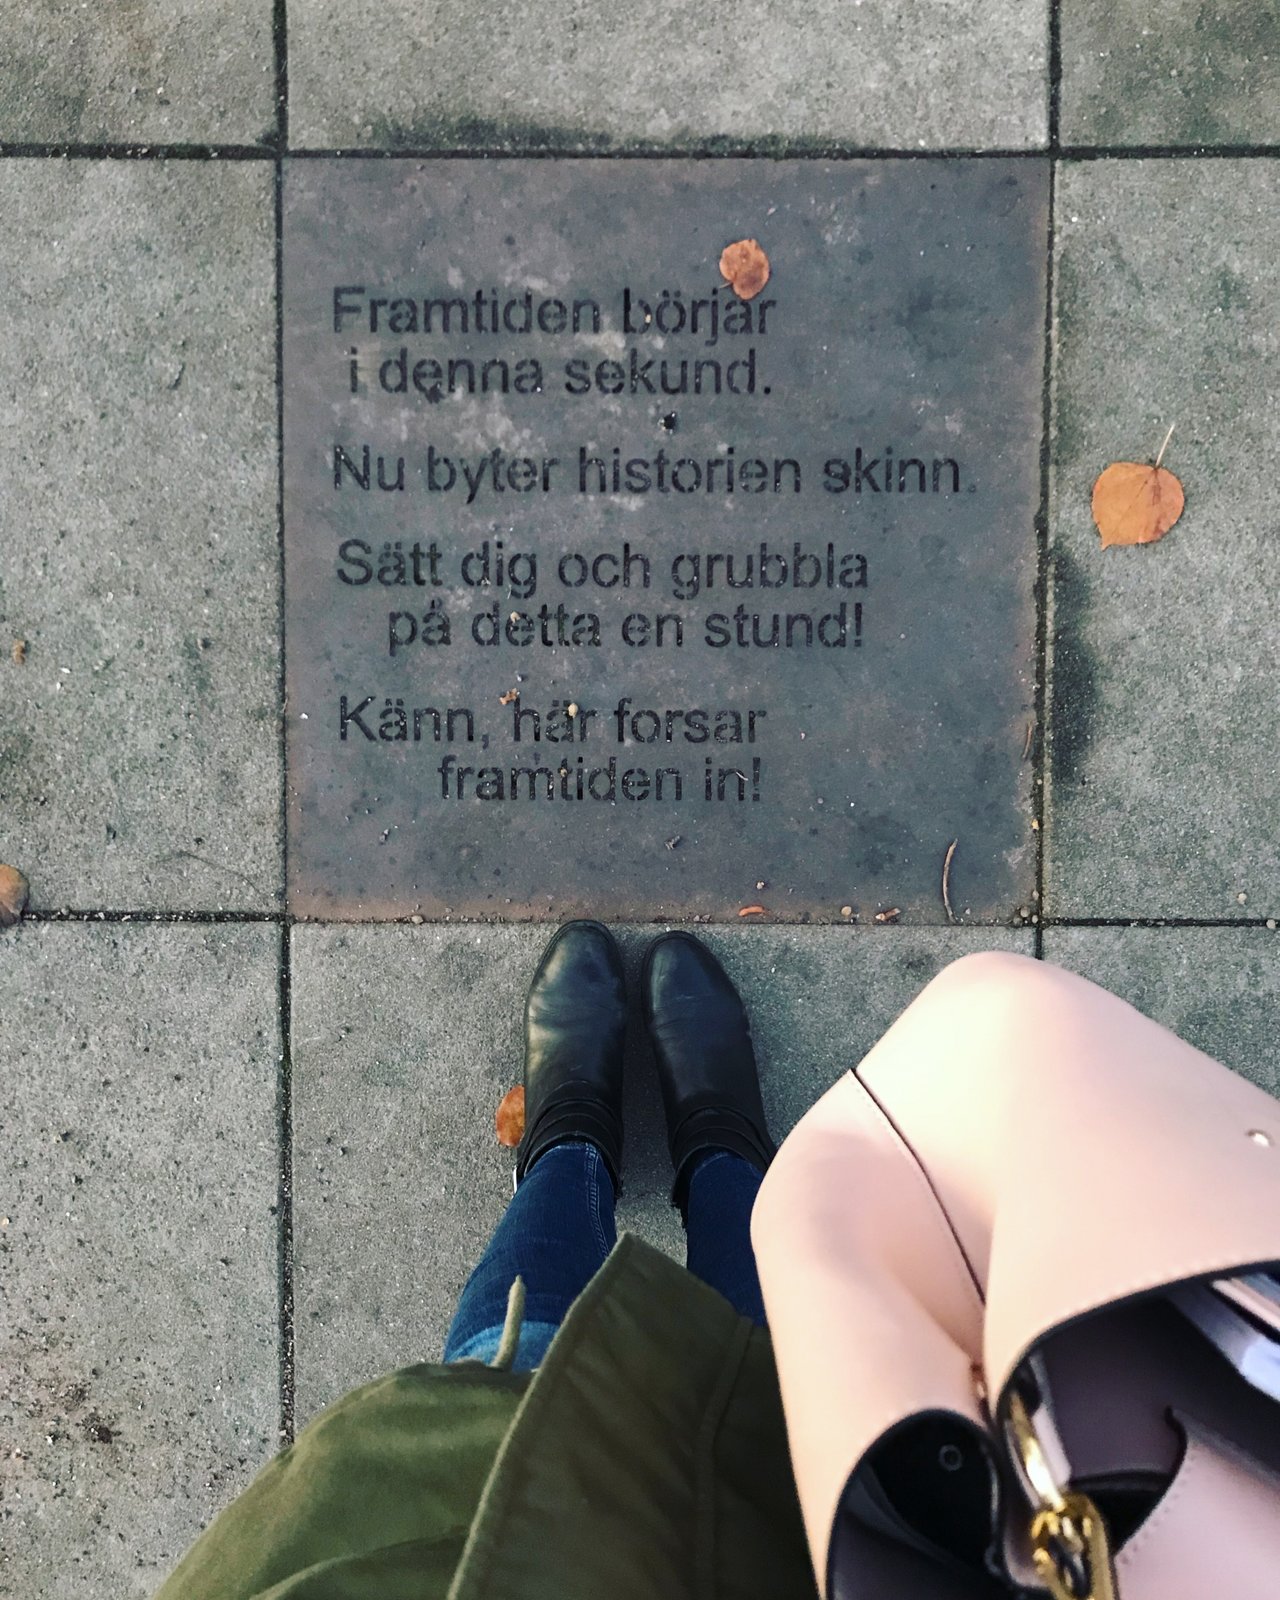 Framtiden börjar
i denna sekund.
Nu byter historien skinn.
Sätt dig och grubbla
på detta en stund!
Känn, här forsar
framtiden in!